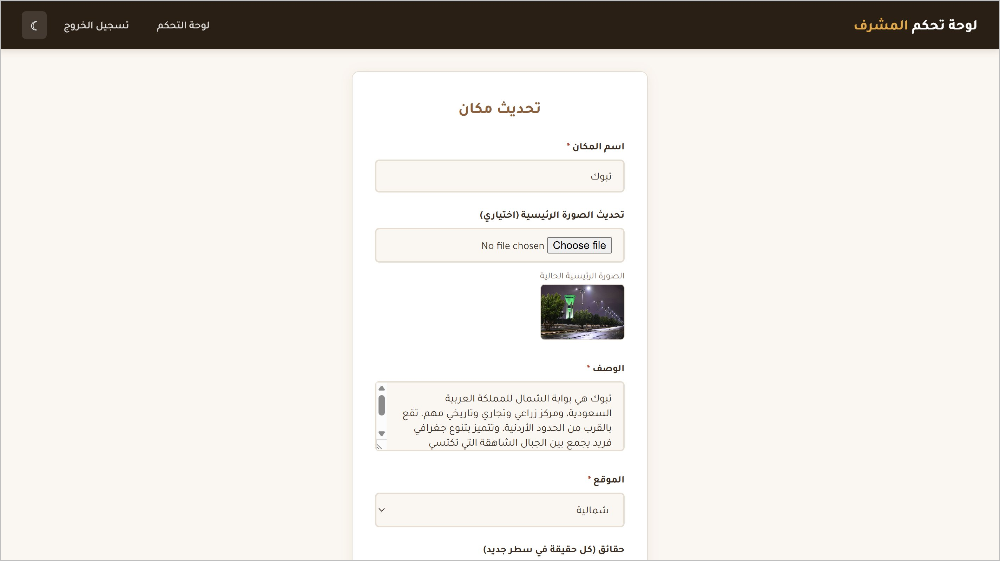 لوحة تحكم المشرف
لوحة التحكم
تسجيل الخروج
تحديث مكان
اسم المكان *
تبوك
تحديث الصورة الرئيسية (اختياري)
Choose file No file chosen
الصورة الرئيسية الحالية
الوصف *
تبوك هي بوابة الشمال للمملكة العربية
السعودية، ومركز زراعي وتجاري وتاريخي مهم. تقع
بالقرب من الحدود الأردنية، وتتميز بتنوع جغرافي
فريد يجمع بين الجبال الشاهقة التي تكتسي
الموقع *
شمالية
حقائق (كل حقيقة في سطر جديد)